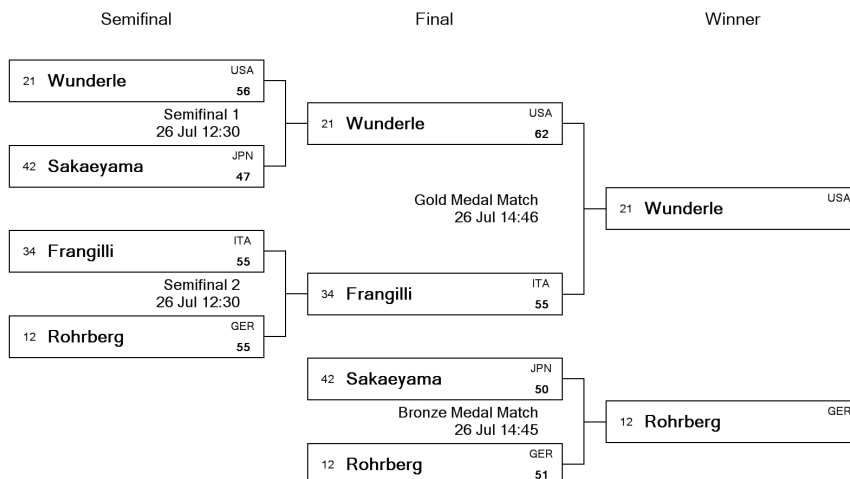 Semifinal Final Winner
21 Wunderle USA 56
Semifinal 1
26 Jul 12:30
42 Sakaeyama JPN 47
34 Frangilli ITA 55
Semifinal 2
26 Jul 12:30
12 Rohrberg GER 55
21 Wunderle USA 62
Gold Medal Match
26 Jul 14:46
34 Frangilli ITA 55
42 Sakaeyama JPN 50
Bronze Medal Match
26 Jul 14:45
12 Rohrberg GER 51
21 Wunderle USA
12 Rohrberg GER